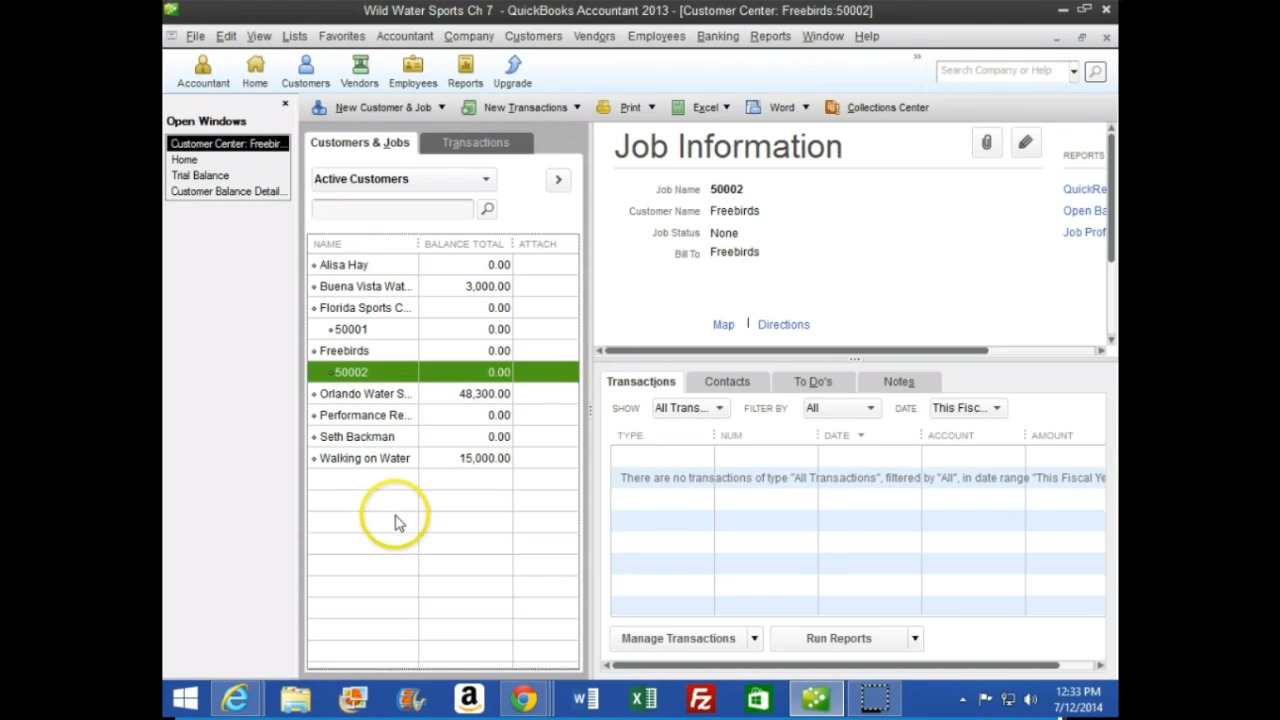 Wild Water Sports Ch 7 - QuickBooks Accountant 2013 - [Customer Center: Freebirds:50002]
File Edit View Lists Favorites Accountant Company Customers Vendors Employees Banking Reports Window Help
Accountant Home Customers Vendors Employees Reports Upgrade
Search Company or Help
New Customer & Job New Transactions Print Excel Word Collections Center
Open Windows
Customer Center: Freebir...
Home
Trial Balance
Customer Balance Detail...
Customers & Jobs Transactions
Active Customers
NAME BALANCE TOTAL ATTACH
Alisa Hay 0.00
Buena Vista Wat... 3,000.00
Florida Sports C... 0.00
50001 0.00
Freebirds 0.00
50002 0.00
Orlando Water S... 48,300.00
Performance Re... 0.00
Seth Backman 0.00
Walking on Water 15,000.00
Job Information
Job Name 50002
Customer Name Freebirds
Job Status None
Bill To Freebirds
Map | Directions
REPORTS
QuickRe
Open Ba
Job Prof
Transactions Contacts To Do's Notes
SHOW All Trans... FILTER BY All DATE This Fisc...
TYPE NUM DATE ACCOUNT AMOUNT
There are no transactions of type "All Transactions", filtered by "All", in date range "This Fiscal Ye
Manage Transactions Run Reports
12:33 PM
7/12/2014